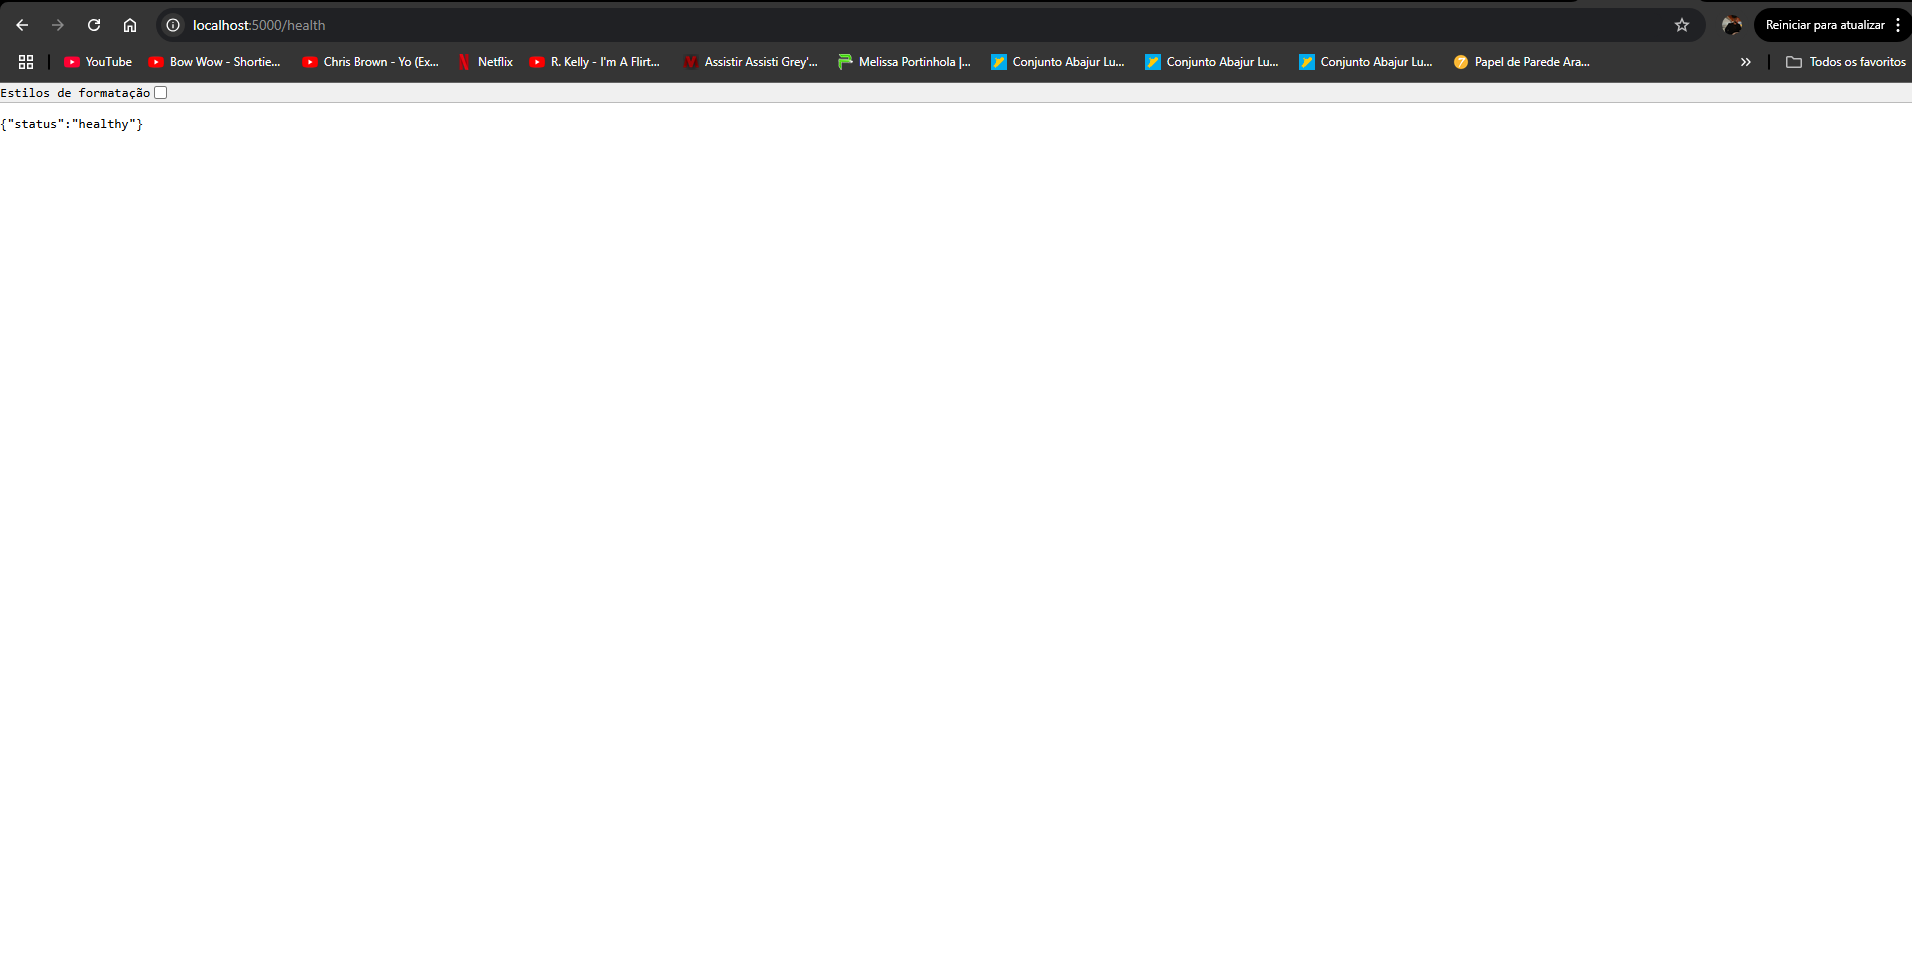 localhost:5000/health
Reiniciar para atualizar
YouTube
Bow Wow - Shortie...
Chris Brown - Yo (Ex...
Netflix
R. Kelly - I'm A Flirt...
Assistir Assisti Grey'...
Melissa Portinhola |...
Conjunto Abajur Lu...
Conjunto Abajur Lu...
Conjunto Abajur Lu...
Papel de Parede Ara...
Todos os favoritos
Estilos de formatação
{"status":"healthy"}